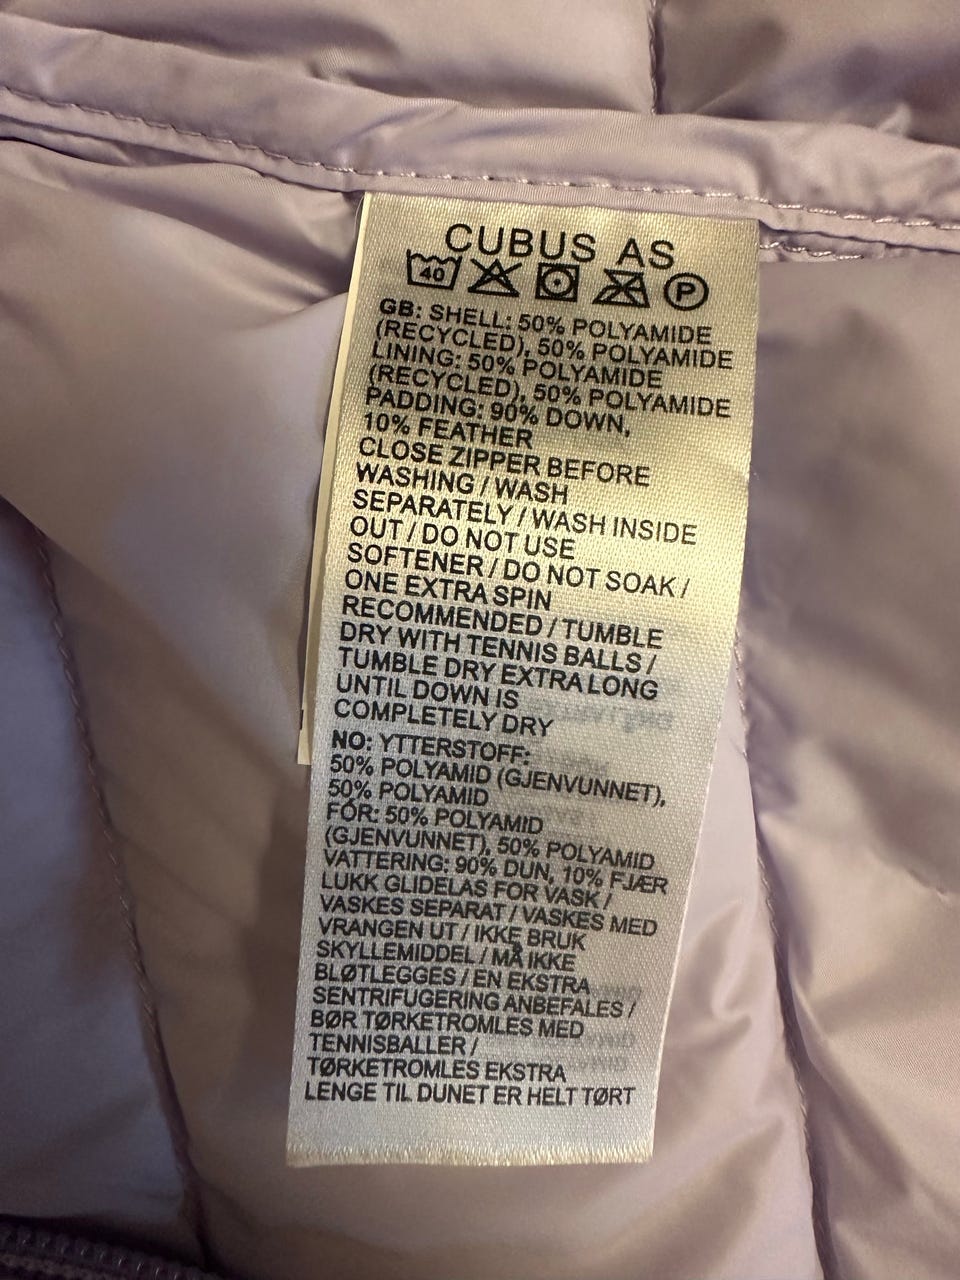 CUBUS AS
40 P
GB: SHELL: 50% POLYAMIDE
(RECYCLED), 50% POLYAMIDE
LINING: 50% POLYAMIDE
(RECYCLED), 50% POLYAMIDE
PADDING: 90% DOWN,
10% FEATHER
CLOSE ZIPPER BEFORE
WASHING / WASH
SEPARATELY / WASH INSIDE
OUT / DO NOT USE
SOFTENER / DO NOT SOAK /
ONE EXTRA SPIN
RECOMMENDED / TUMBLE
DRY WITH TENNIS BALLS /
TUMBLE DRY EXTRA LONG
UNTIL DOWN IS
COMPLETELY DRY
NO: YTTERSTOFF:
50% POLYAMID (GJENVUNNET),
50% POLYAMID
FÓR: 50% POLYAMID
(GJENVUNNET), 50% POLYAMID
VATTERING: 90% DUN, 10% FJÆR
LUKK GLIDELÅS FØR VASK /
VASKES SEPARAT / VASKES MED
VRANGEN UT / IKKE BRUK
SKYLLEMIDDEL / MÅ IKKE
BLØTLEGGES / EN EKSTRA
SENTRIFUGERING ANBEFALES /
BØR TØRKETROMLES MED
TENNISBALLER /
TØRKETROMLES EKSTRA
LENGE TIL DUNET ER HELT TØRT